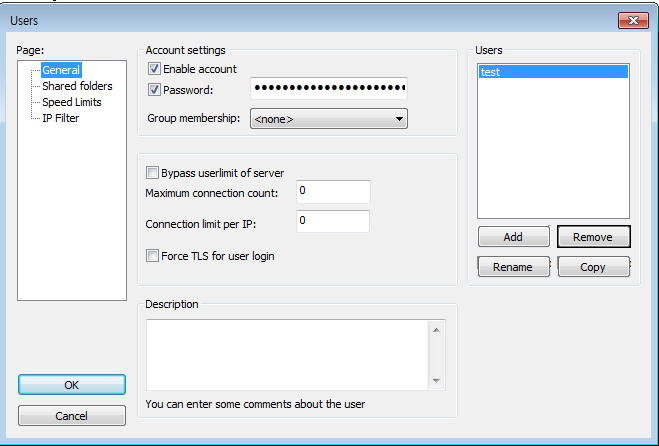 Users
Page:
General
Shared folders
Speed Limits
IP Filter
OK
Cancel
Account settings
Enable account
Password: ●●●●●●●●●●●●●●●●●●●●●●
Group membership: <none>
Bypass userlimit of server
Maximum connection count: 0
Connection limit per IP: 0
Force TLS for user login
Description
You can enter some comments about the user
Users
test
Add Remove
Rename Copy